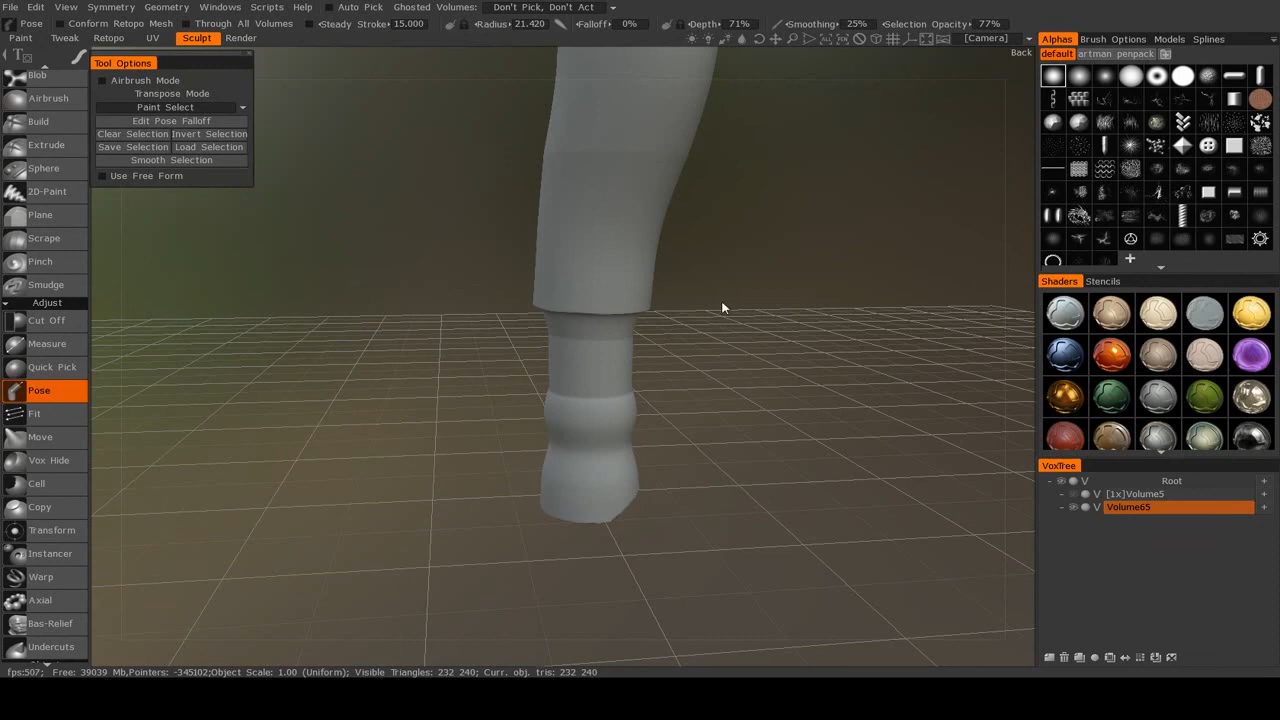 File Edit View Symmetry Geometry Windows Scripts Help Auto Pick Ghosted Volumes: Don't Pick, Don't Act
Pose Conform Retopo Mesh Through All Volumes Steady Stroke 15.000 Radius 21.420 Falloff 0% Depth 71% Smoothing 25% Selection Opacity 77%
Paint Tweak Retopo UV Sculpt Render [Camera]
Back
Blob
Airbrush
Build
Extrude
Sphere
2D-Paint
Plane
Scrape
Pinch
Smudge
Adjust
Cut Off
Measure
Quick Pick
Pose
Fit
Move
Vox Hide
Cell
Copy
Transform
Instancer
Warp
Axial
Bas-Relief
Undercuts
Tool Options
Airbrush Mode
Transpose Mode
Paint Select
Edit Pose Falloff
Clear Selection Invert Selection
Save Selection Load Selection
Smooth Selection
Use Free Form
Alphas Brush Options Models Splines
default artman penpack
Shaders Stencils
VoxTree
V Root
V [1x]Volume5
V Volume65
fps:507; Free: 39039 Mb,Pointers: -345102;Object Scale: 1.00 (Uniform); Visible Triangles: 232 240; Curr. obj. tris: 232 240